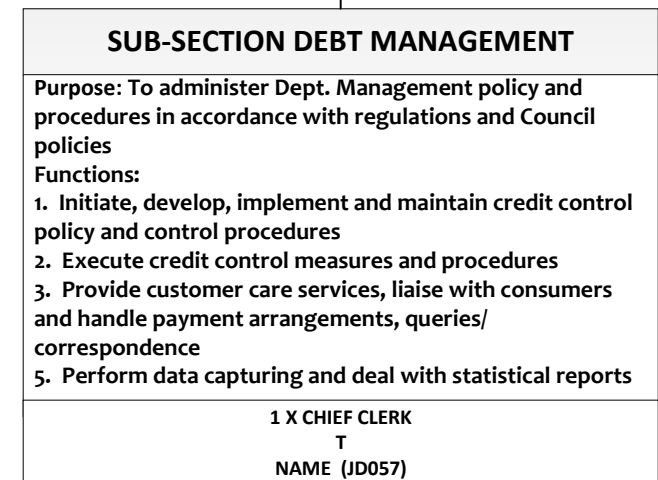 SUB-SECTION DEBT MANAGEMENT
Purpose: To administer Dept. Management policy and
procedures in accordance with regulations and Council
policies
Functions:
1. Initiate, develop, implement and maintain credit control
policy and control procedures
2. Execute credit control measures and procedures
3. Provide customer care services, liaise with consumers
and handle payment arrangements, queries/
correspondence
5. Perform data capturing and deal with statistical reports
1 X CHIEF CLERK
T
NAME (JD057)